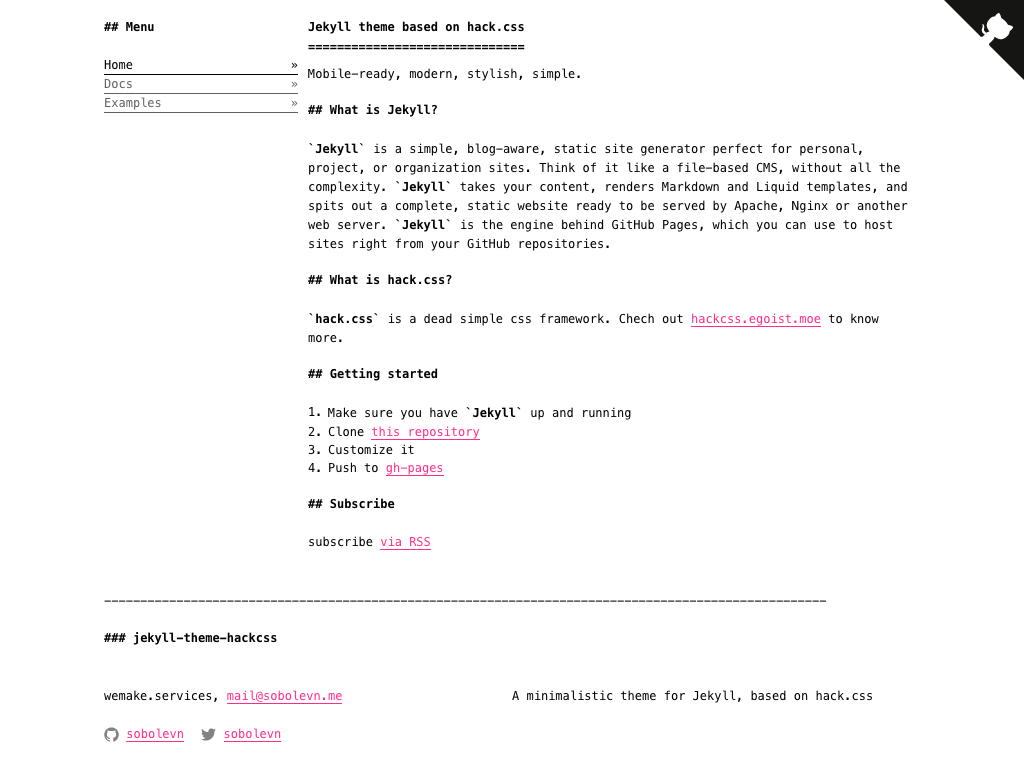 ## Menu
Home »
Docs »
Examples »
Jekyll theme based on hack.css
==============================
Mobile-ready, modern, stylish, simple.
## What is Jekyll?
`Jekyll` is a simple, blog-aware, static site generator perfect for personal,
project, or organization sites. Think of it like a file-based CMS, without all the
complexity. `Jekyll` takes your content, renders Markdown and Liquid templates, and
spits out a complete, static website ready to be served by Apache, Nginx or another
web server. `Jekyll` is the engine behind GitHub Pages, which you can use to host
sites right from your GitHub repositories.
## What is hack.css?
`hack.css` is a dead simple css framework. Chech out hackcss.egoist.moe to know
more.
## Getting started
1. Make sure you have `Jekyll` up and running
2. Clone this repository
3. Customize it
4. Push to gh-pages
## Subscribe
subscribe via RSS
----------------------------------------------------------------------------------------------------
### jekyll-theme-hackcss
wemake.services, mail@sobolevn.me
A minimalistic theme for Jekyll, based on hack.css
sobolevn sobolevn